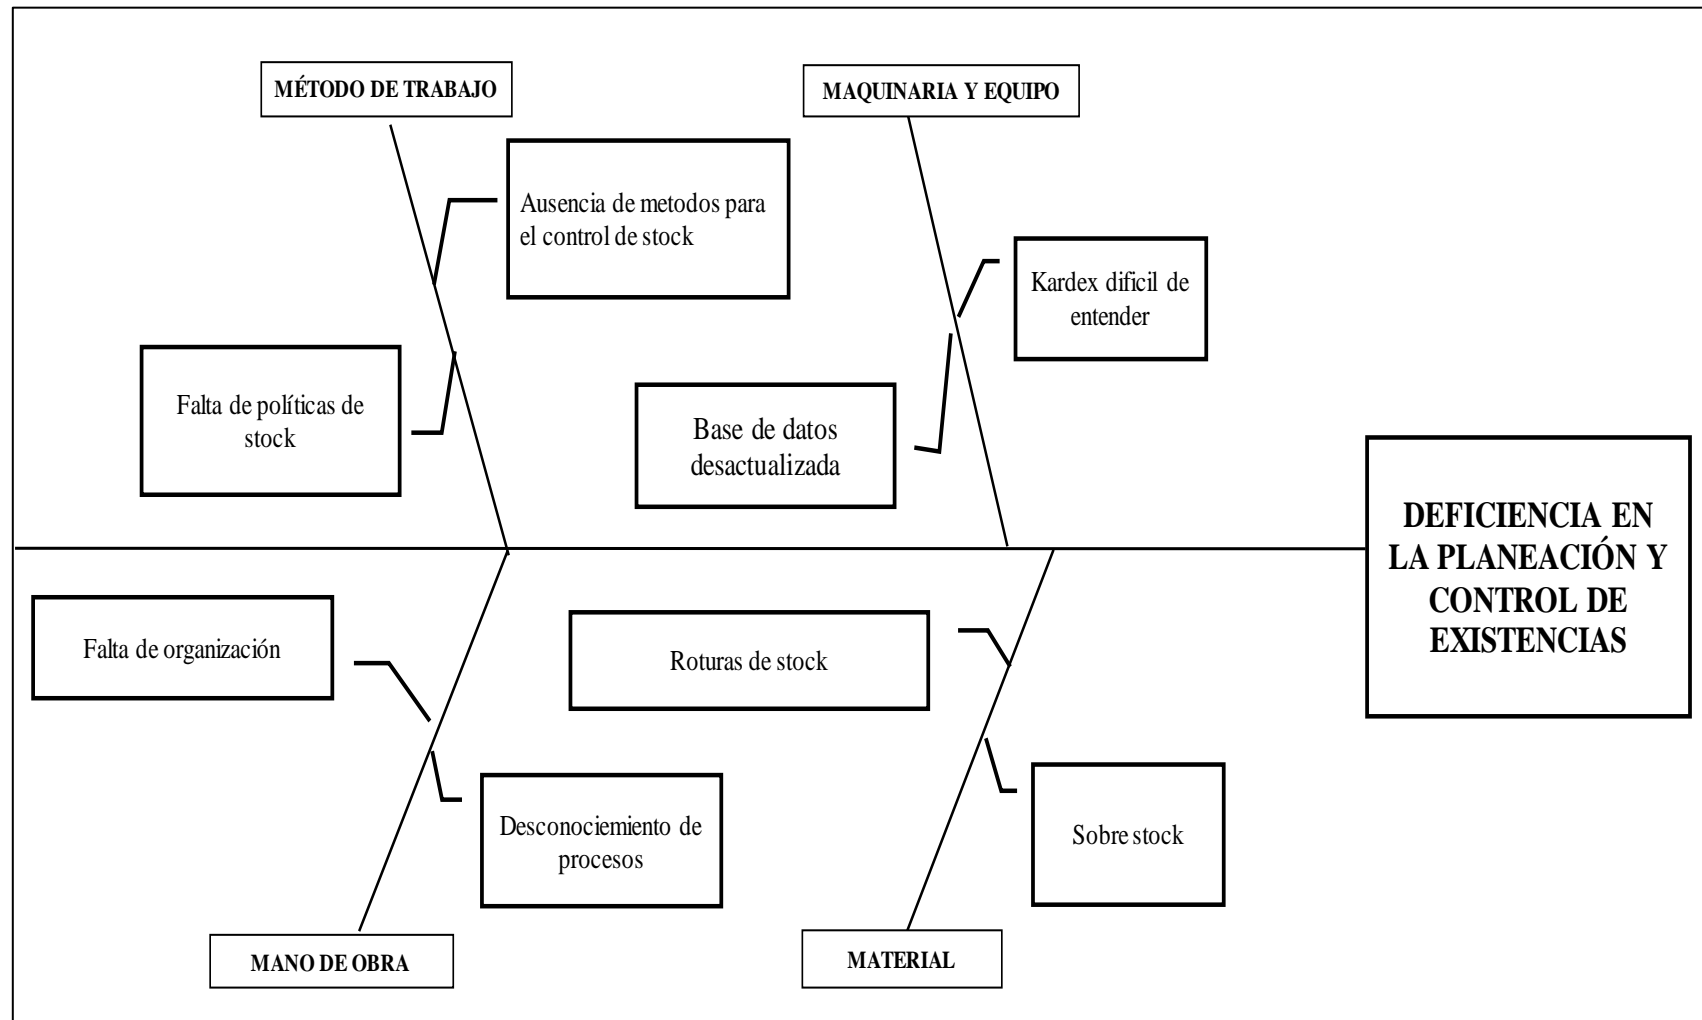 MÉTODO DE TRABAJO
MAQUINARIA Y EQUIPO
Ausencia de metodos para
el control de stock
Kardex dificil de
entender
Falta de políticas de
stock
Base de datos
desactualizada
DEFICIENCIA EN
LA PLANEACIÓN Y
CONTROL DE
EXISTENCIAS
Falta de organización
Roturas de stock
Desconociemiento de
procesos
Sobre stock
MANO DE OBRA
MATERIAL